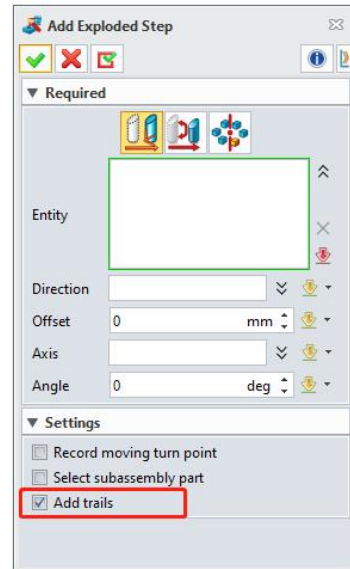 Add Exploded Step
▼ Required
Entity
Direction
Offset 0 mm
Axis
Angle 0 deg
▼ Settings
Record moving turn point
Select subassembly part
Add trails